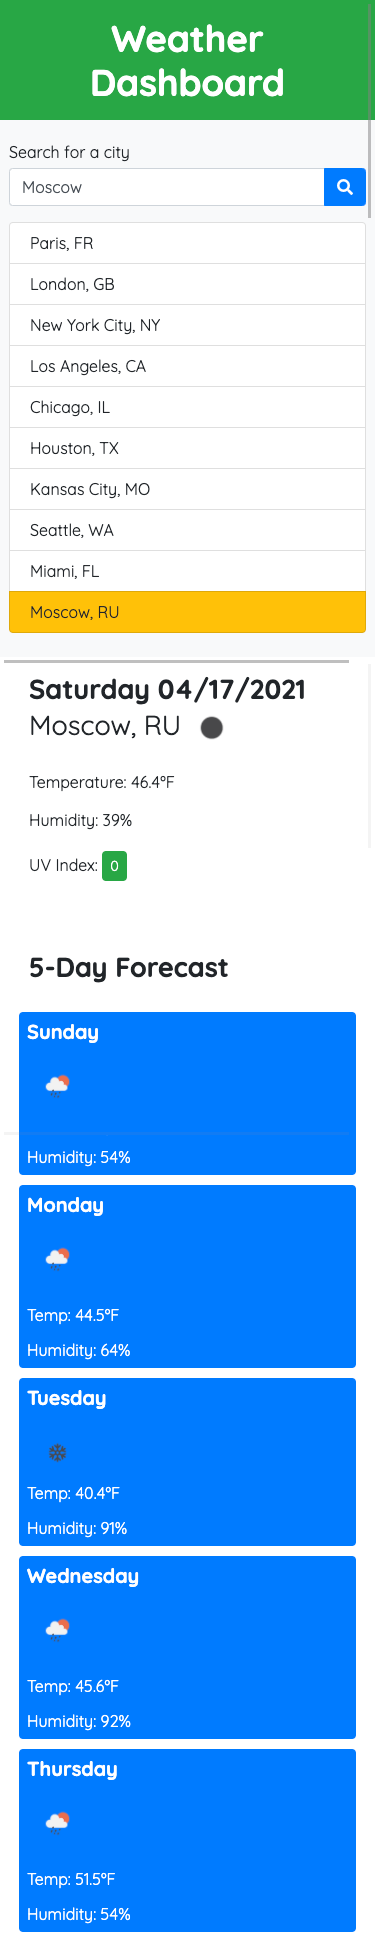 Weather
Dashboard
Search for a city
Moscow
Paris, FR
London, GB
New York City, NY
Los Angeles, CA
Chicago, IL
Houston, TX
Kansas City, MO
Seattle, WA
Miami, FL
Moscow, RU
Saturday 04/17/2021
Moscow, RU
Temperature: 46.4°F
Humidity: 39%
UV Index: 0
5-Day Forecast
Sunday
Humidity: 54%
Monday
Temp: 44.5°F
Humidity: 64%
Tuesday
Temp: 40.4°F
Humidity: 91%
Wednesday
Temp: 45.6°F
Humidity: 92%
Thursday
Temp: 51.5°F
Humidity: 54%